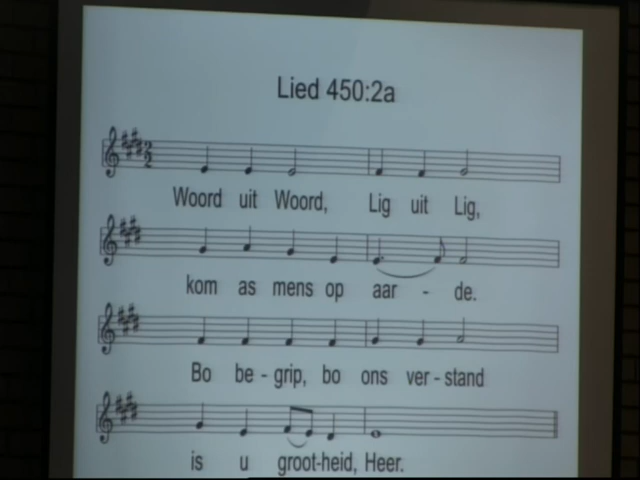 Lied 450:2a
Woord uit Woord, Lig uit Lig,
kom as mens op aar - de.
Bo be - grip, bo ons ver - stand
is u groot-heid, Heer.